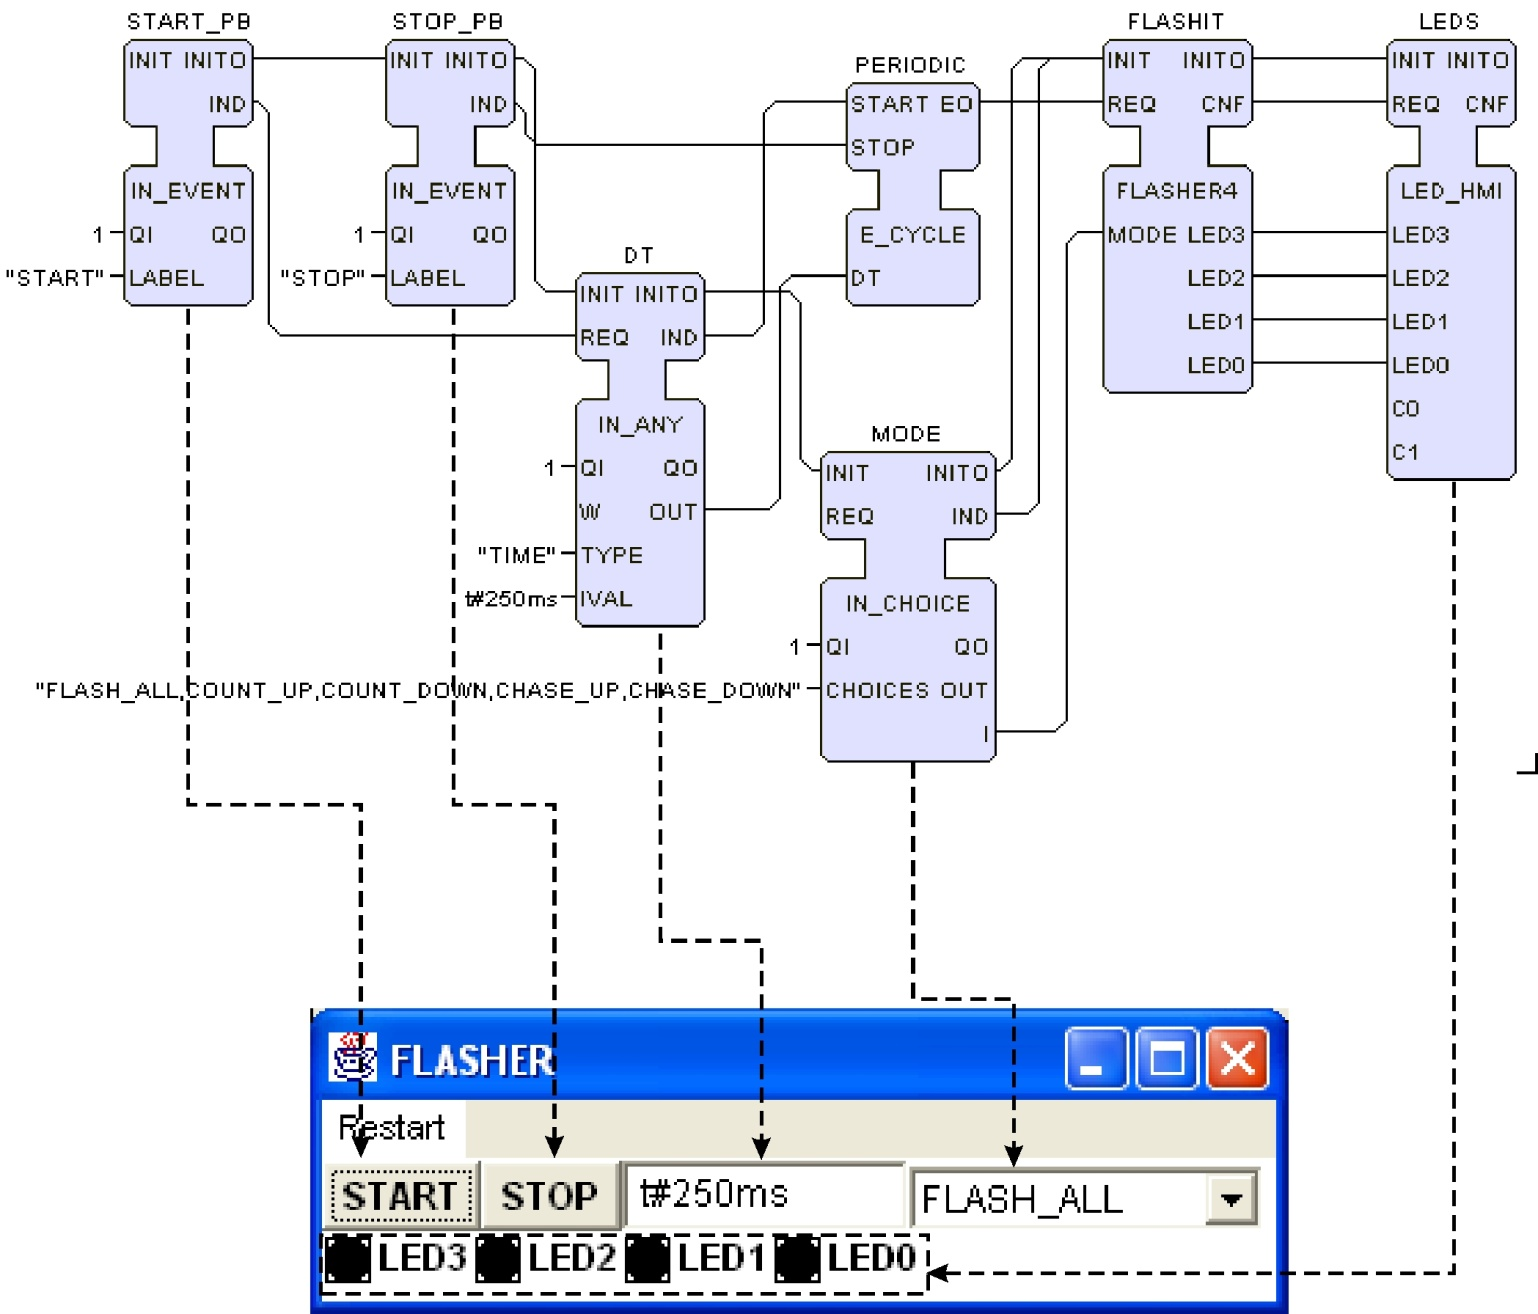 START_PB
INIT INITO
IND
IN_EVENT
1 QI QO
"START" LABEL
STOP_PB
INIT INITO
IND
IN_EVENT
1 QI QO
"STOP" LABEL
DT
INIT INITO
REQ IND
IN_ANY
1 QI QO
W OUT
"TIME" TYPE
t#250ms IVAL
PERIODIC
START EO
STOP
E_CYCLE
DT
MODE
INIT INITO
REQ IND
IN_CHOICE
1 QI QO
"FLASH_ALL,COUNT_UP,COUNT_DOWN,CHASE_UP,CHASE_DOWN" CHOICES OUT
I
FLASHIT
INIT INITO
REQ CNF
FLASHER4
MODE LED3
LED2
LED1
LED0
LEDS
INIT INITO
REQ CNF
LED_HMI
LED3
LED2
LED1
LED0
C0
C1
FLASHER
Restart
START STOP t#250ms FLASH_ALL
LED3 LED2 LED1 LED0